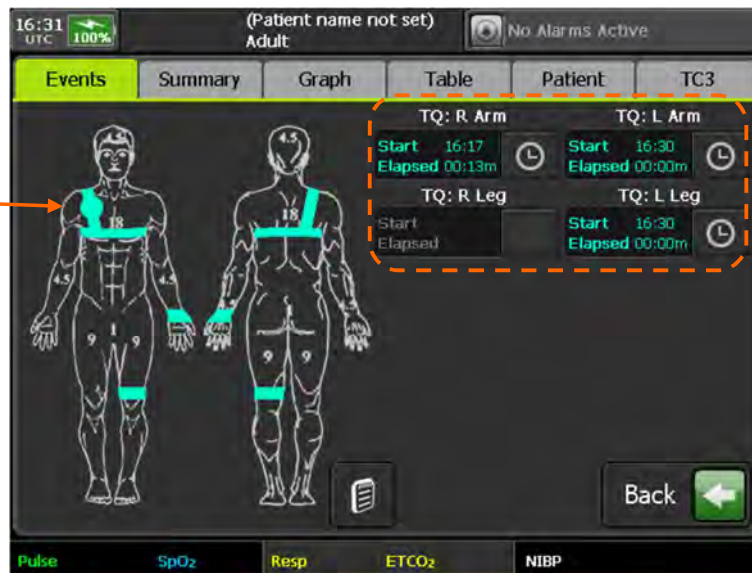 16:31
UTC
100%
(Patient name not set)
Adult
No Alarms Active
Events Summary Graph Table Patient TC3
TQ: R Arm
Start 16:17
Elapsed 00:13m
TQ: L Arm
Start 16:30
Elapsed 00:00m
TQ: R Leg
Start
Elapsed
TQ: L Leg
Start 16:30
Elapsed 00:00m
4.5
18
4.5
4.5
1
9 9
4.5
18
4.5
1
9 9
Back
Pulse SpO₂ Resp ETCO₂ NIBP